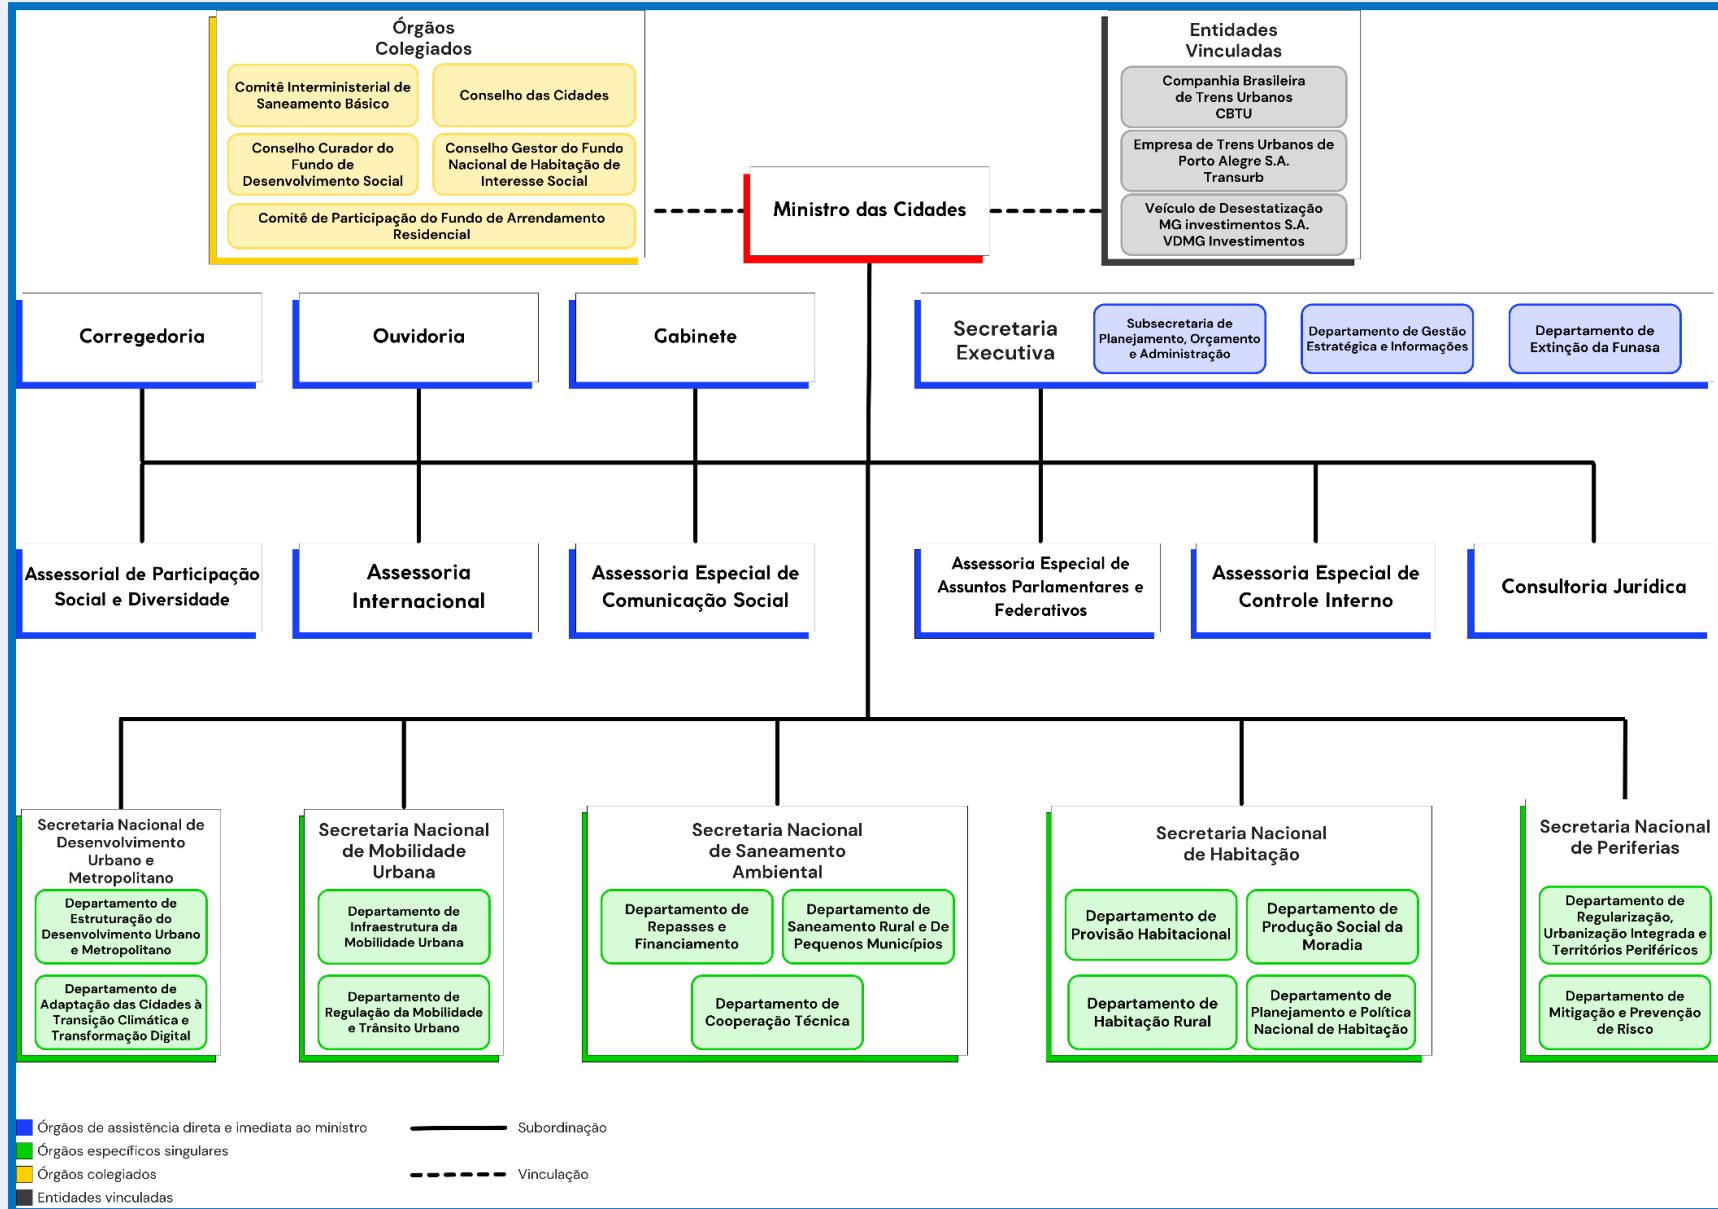 Órgãos
Colegiados
Comitê Interministerial de
Saneamento Básico
Conselho das Cidades
Conselho Curador do
Fundo de
Desenvolvimento Social
Conselho Gestor do Fundo
Nacional de Habitação de
Interesse Social
Comitê de Participação do Fundo de Arrendamento
Residencial
Ministro das Cidades
Entidades
Vinculadas
Companhia Brasileira
de Trens Urbanos
CBTU
Empresa de Trens Urbanos de
Porto Alegre S.A.
Transurb
Veículo de Desestatização
MG investimentos S.A.
VDMG Investimentos
Corregedoria
Ouvidoria
Gabinete
Secretaria
Executiva
Subsecretaria de
Planejamento, Orçamento
e Administração
Departamento de Gestão
Estratégica e Informações
Departamento de
Extinção da Funasa
Assessorial de Participação
Social e Diversidade
Assessoria
Internacional
Assessoria Especial de
Comunicação Social
Assessoria Especial de
Assuntos Parlamentares e
Federativos
Assessoria Especial de
Controle Interno
Consultoria Jurídica
Secretaria Nacional de
Desenvolvimento
Urbano e
Metropolitano
Departamento de
Estruturação do
Desenvolvimento Urbano
e Metropolitano
Departamento de
Adaptação das Cidades à
Transição Climática e
Transformação Digital
Secretaria Nacional
de Mobilidade
Urbana
Departamento de
Infraestrutura da
Mobilidade Urbana
Departamento de
Regulação da Mobilidade
e Trânsito Urbano
Secretaria Nacional
de Saneamento
Ambiental
Departamento de
Repasses e
Financiamento
Departamento de
Saneamento Rural e De
Pequenos Municípios
Departamento de
Cooperação Técnica
Secretaria Nacional
de Habitação
Departamento de
Provisão Habitacional
Departamento de
Produção Social da
Moradia
Departamento de
Habitação Rural
Departamento de
Planejamento e Política
Nacional de Habitação
Secretaria Nacional
de Periferias
Departamento de
Regularização,
Urbanização Integrada e
Territórios Periféricos
Departamento de
Mitigação e Prevenção
de Risco
Órgãos de assistência direta e imediata ao ministro
Órgãos específicos singulares
Órgãos colegiados
Entidades vinculadas
Subordinação
Vinculação